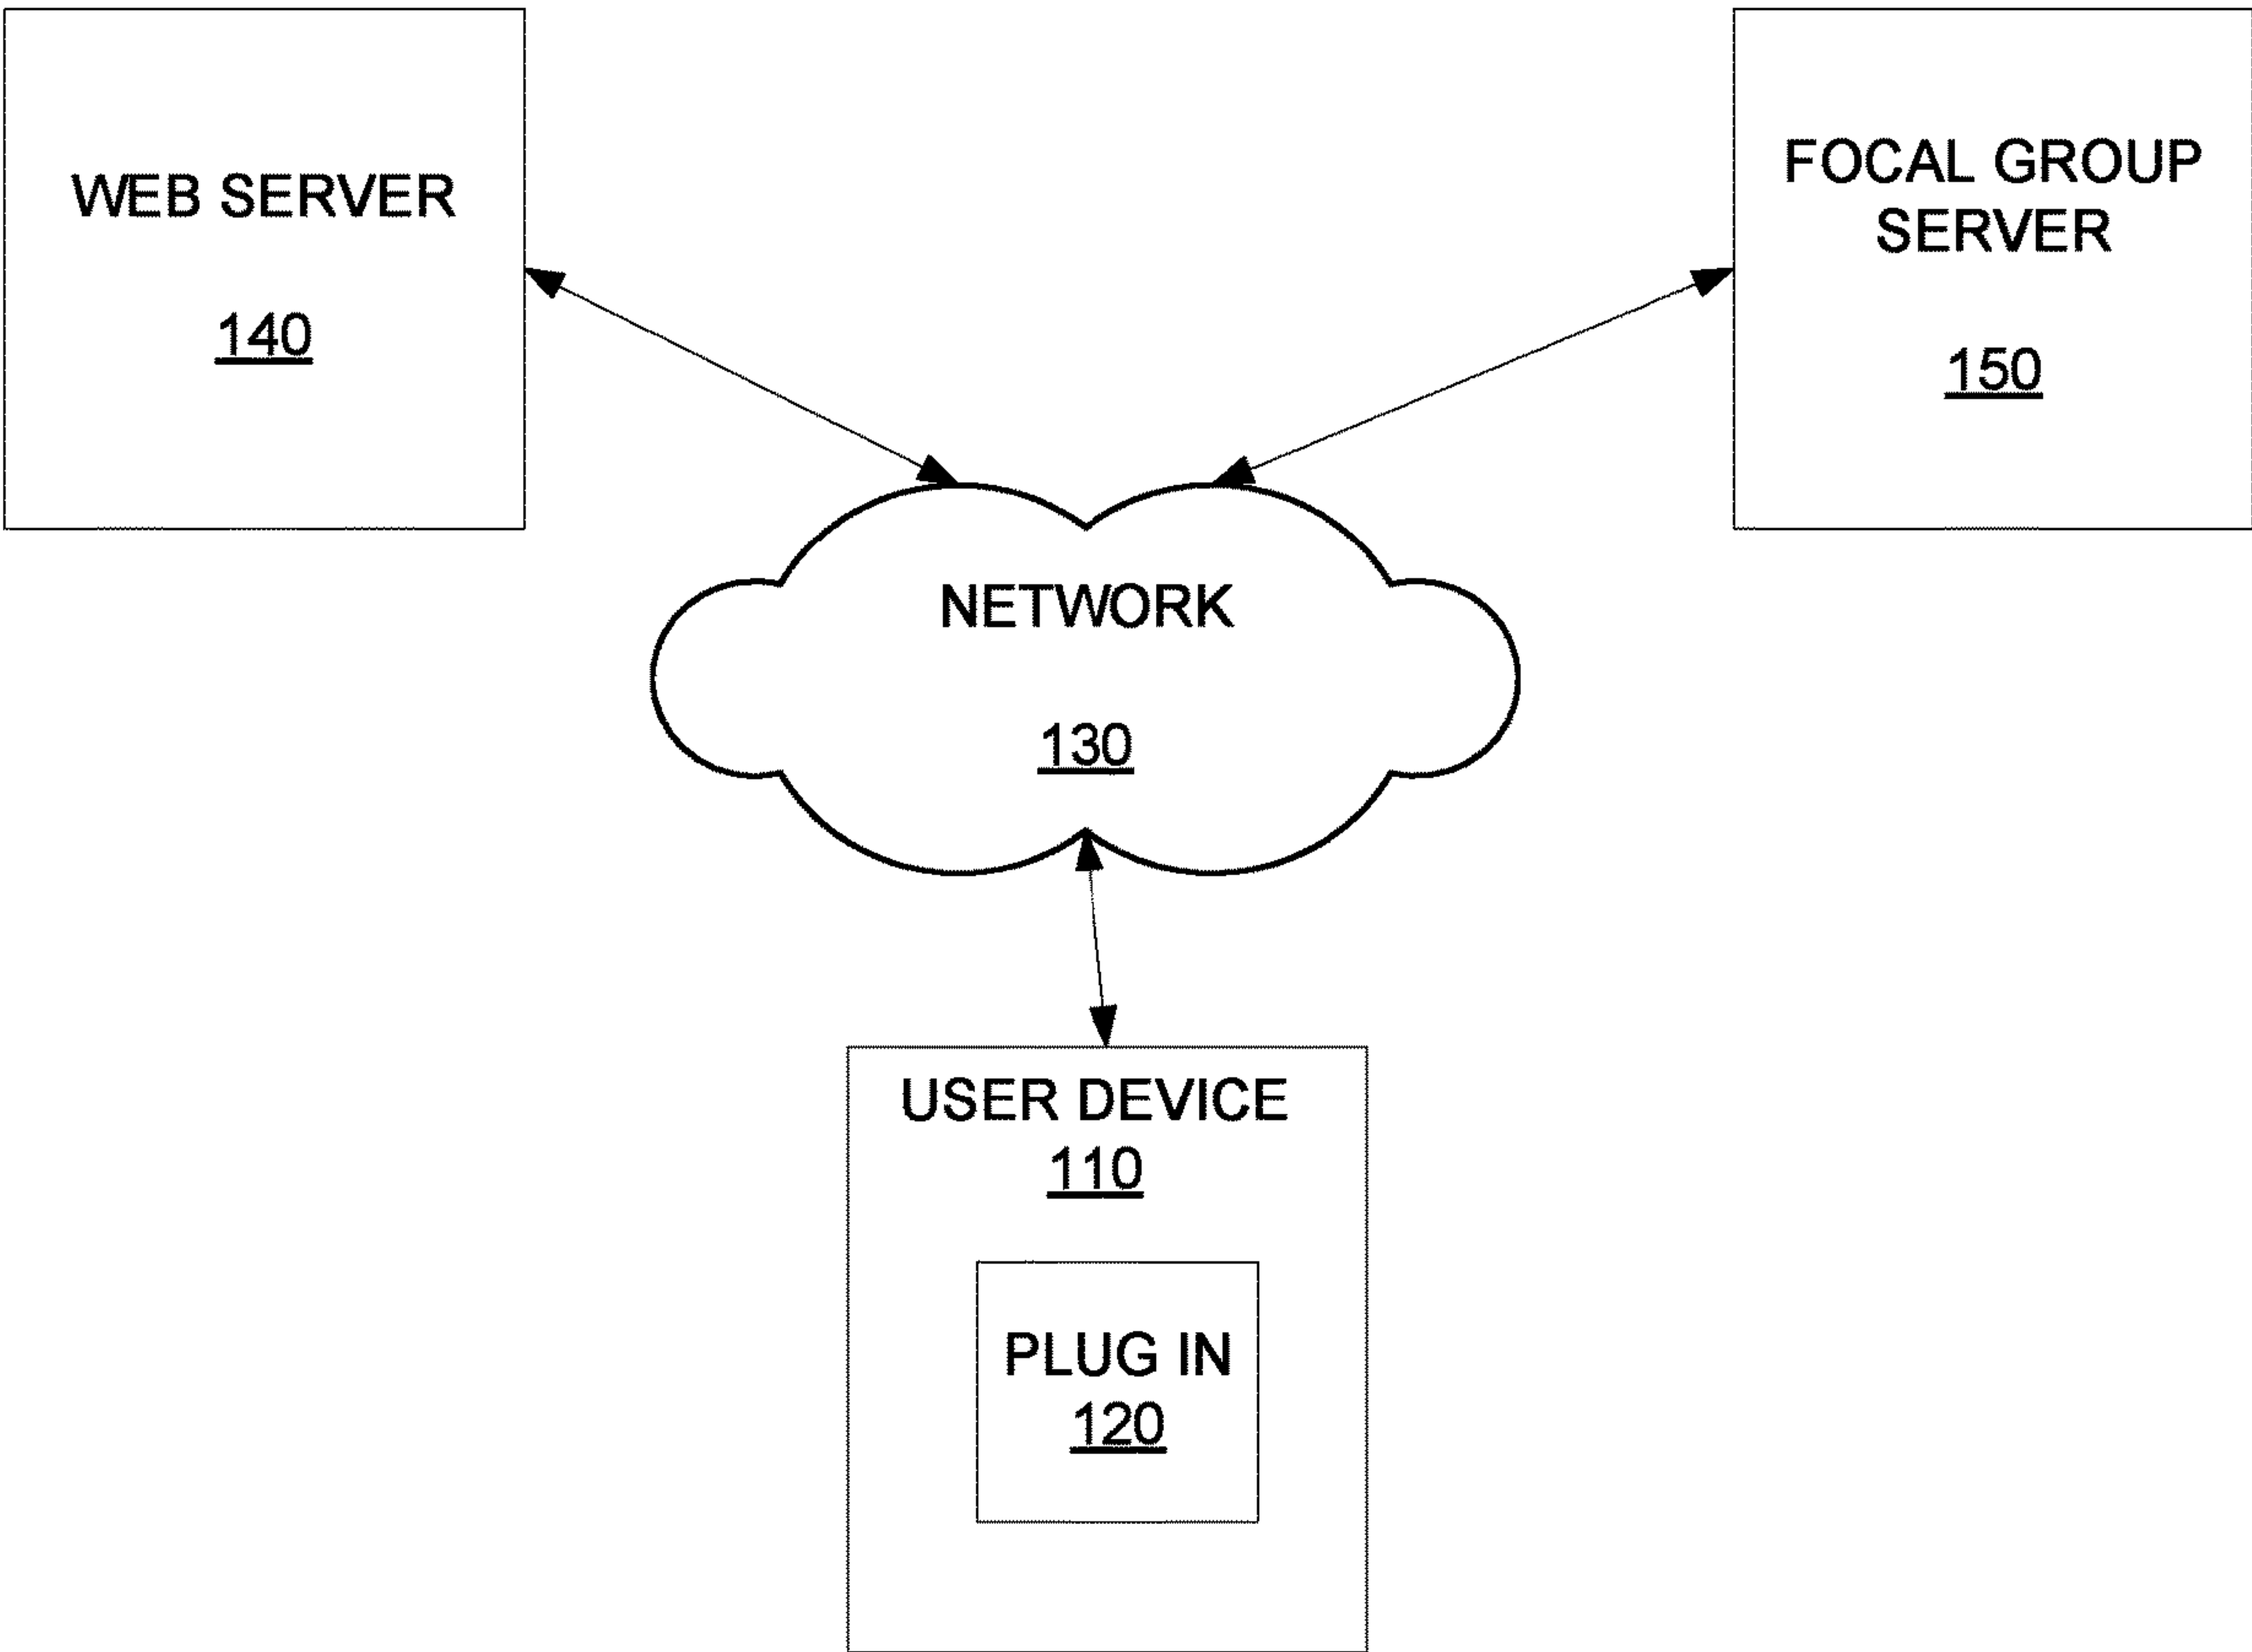 WEB SERVER
140
FOCAL GROUP
SERVER
150
NETWORK
130
USER DEVICE
110
PLUG IN
120